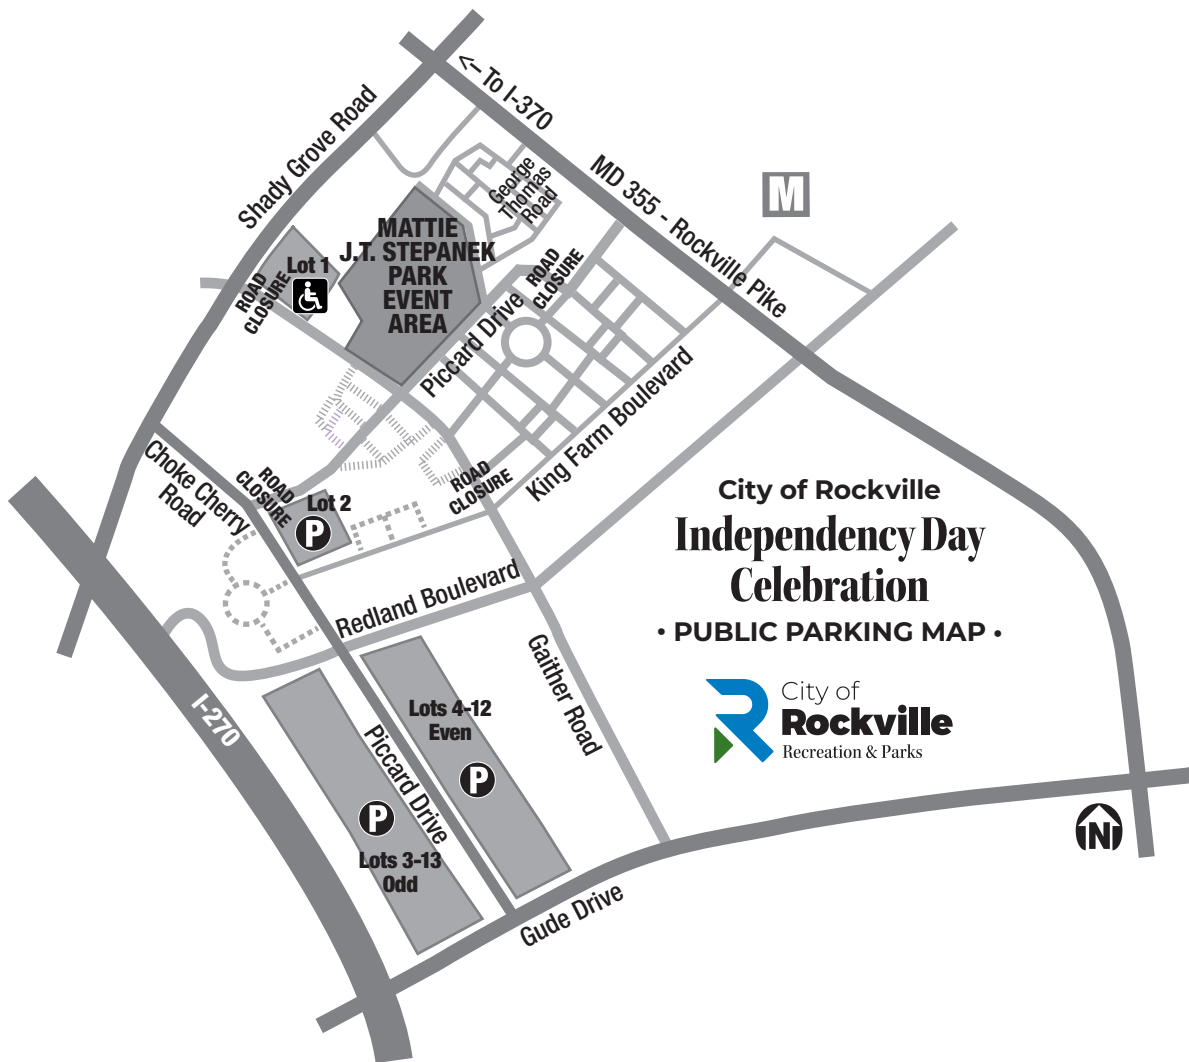 <– To I-370
Shady Grove Road
MD 355 - Rockville Pike
M
George
Thomas
Road
MATTIE
J.T. STEPANEK
PARK
EVENT
AREA
Lot 1
ROAD
CLOSURE
ROAD
CLOSURE
Piccard Drive
King Farm Boulevard
Choke Cherry
Road
ROAD
CLOSURE
Lot 2
P
ROAD
CLOSURE
City of Rockville
Independency Day
Celebration
• PUBLIC PARKING MAP •
City of
Rockville
Recreation & Parks
Redland Boulevard
Gaither Road
I-270
Lots 4-12
Even
P
Piccard Drive
P
Lots 3-13
Odd
Gude Drive
N